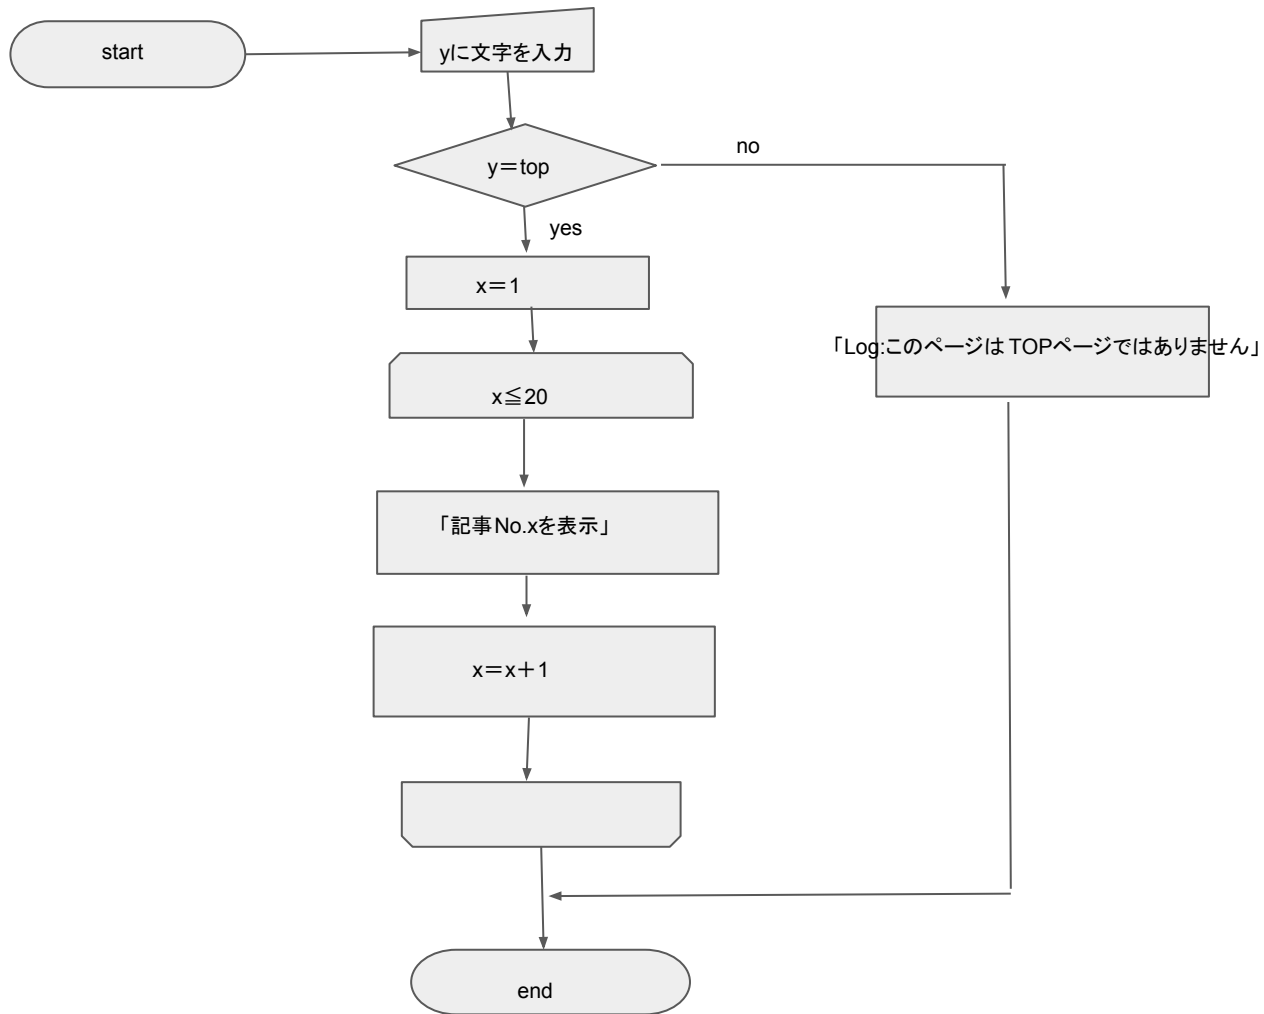 start
yに文字を入力
y＝top
no
yes
x＝1
「Log:このページは TOPページではありません」
x≦20
「記事No.xを表示」
x＝x＋1
end